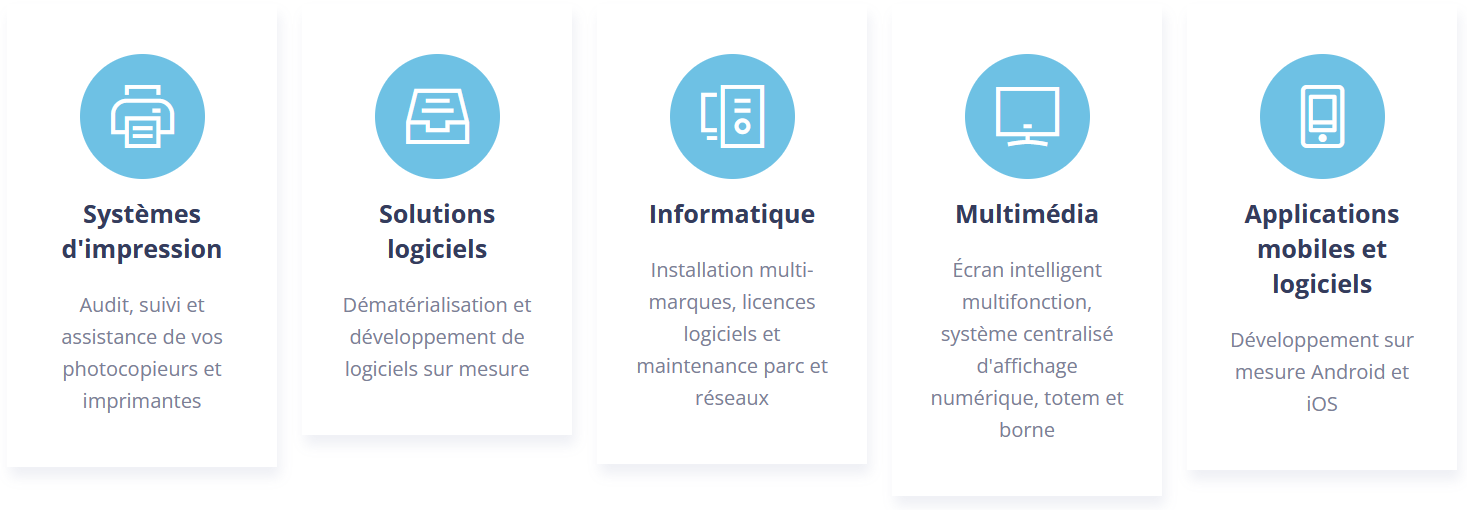 Systèmes
d'impression
Audit, suivi et
assistance de vos
photocopieurs et
imprimantes
Solutions
logiciels
Dématérialisation et
développement de
logiciels sur mesure
Informatique
Installation multi-
marques, licences
logiciels et
maintenance parc et
réseaux
Multimédia
Écran intelligent
multifonction,
système centralisé
d'affichage
numérique, totem et
borne
Applications
mobiles et
logiciels
Développement sur
mesure Android et
iOS